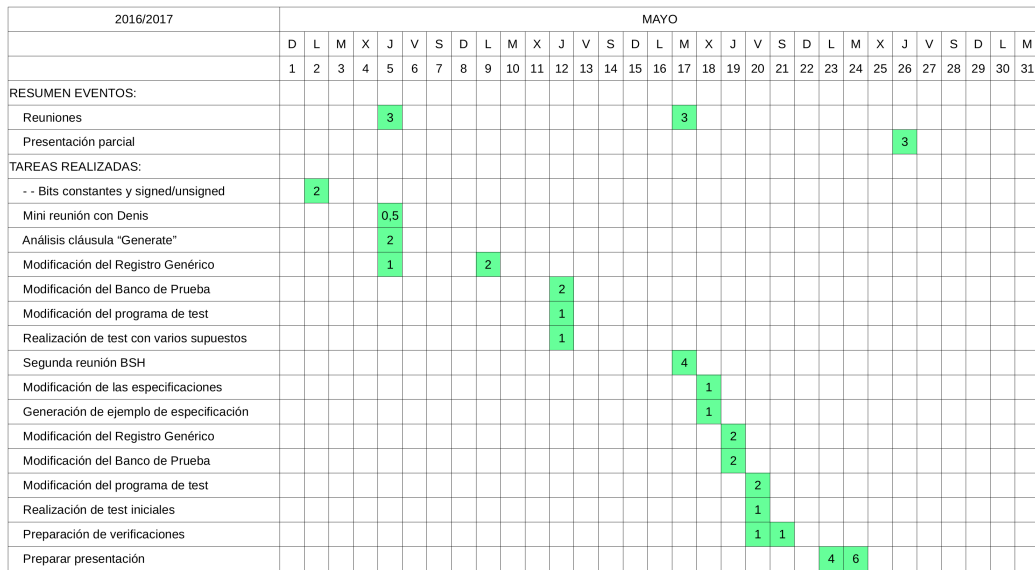 2016/2017 MAYO
D L M X J V S D L M X J V S D L M X J V S D L M X J V S D L M
1 2 3 4 5 6 7 8 9 10 11 12 13 14 15 16 17 18 19 20 21 22 23 24 25 26 27 28 29 30 31
RESUMEN EVENTOS:
Reuniones 3 3
Presentación parcial 3
TAREAS REALIZADAS:
- - Bits constantes y signed/unsigned 2
Mini reunión con Denis 0,5
Análisis cláusula “Generate” 2
Modificación del Registro Genérico 1 2
Modificación del Banco de Prueba 2
Modificación del programa de test 1
Realización de test con varios supuestos 1
Segunda reunión BSH 4
Modificación de las especificaciones 1
Generación de ejemplo de especificación 1
Modificación del Registro Genérico 2
Modificación del Banco de Prueba 2
Modificación del programa de test 2
Realización de test iniciales 1
Preparación de verificaciones 1 1
Preparar presentación 4 6